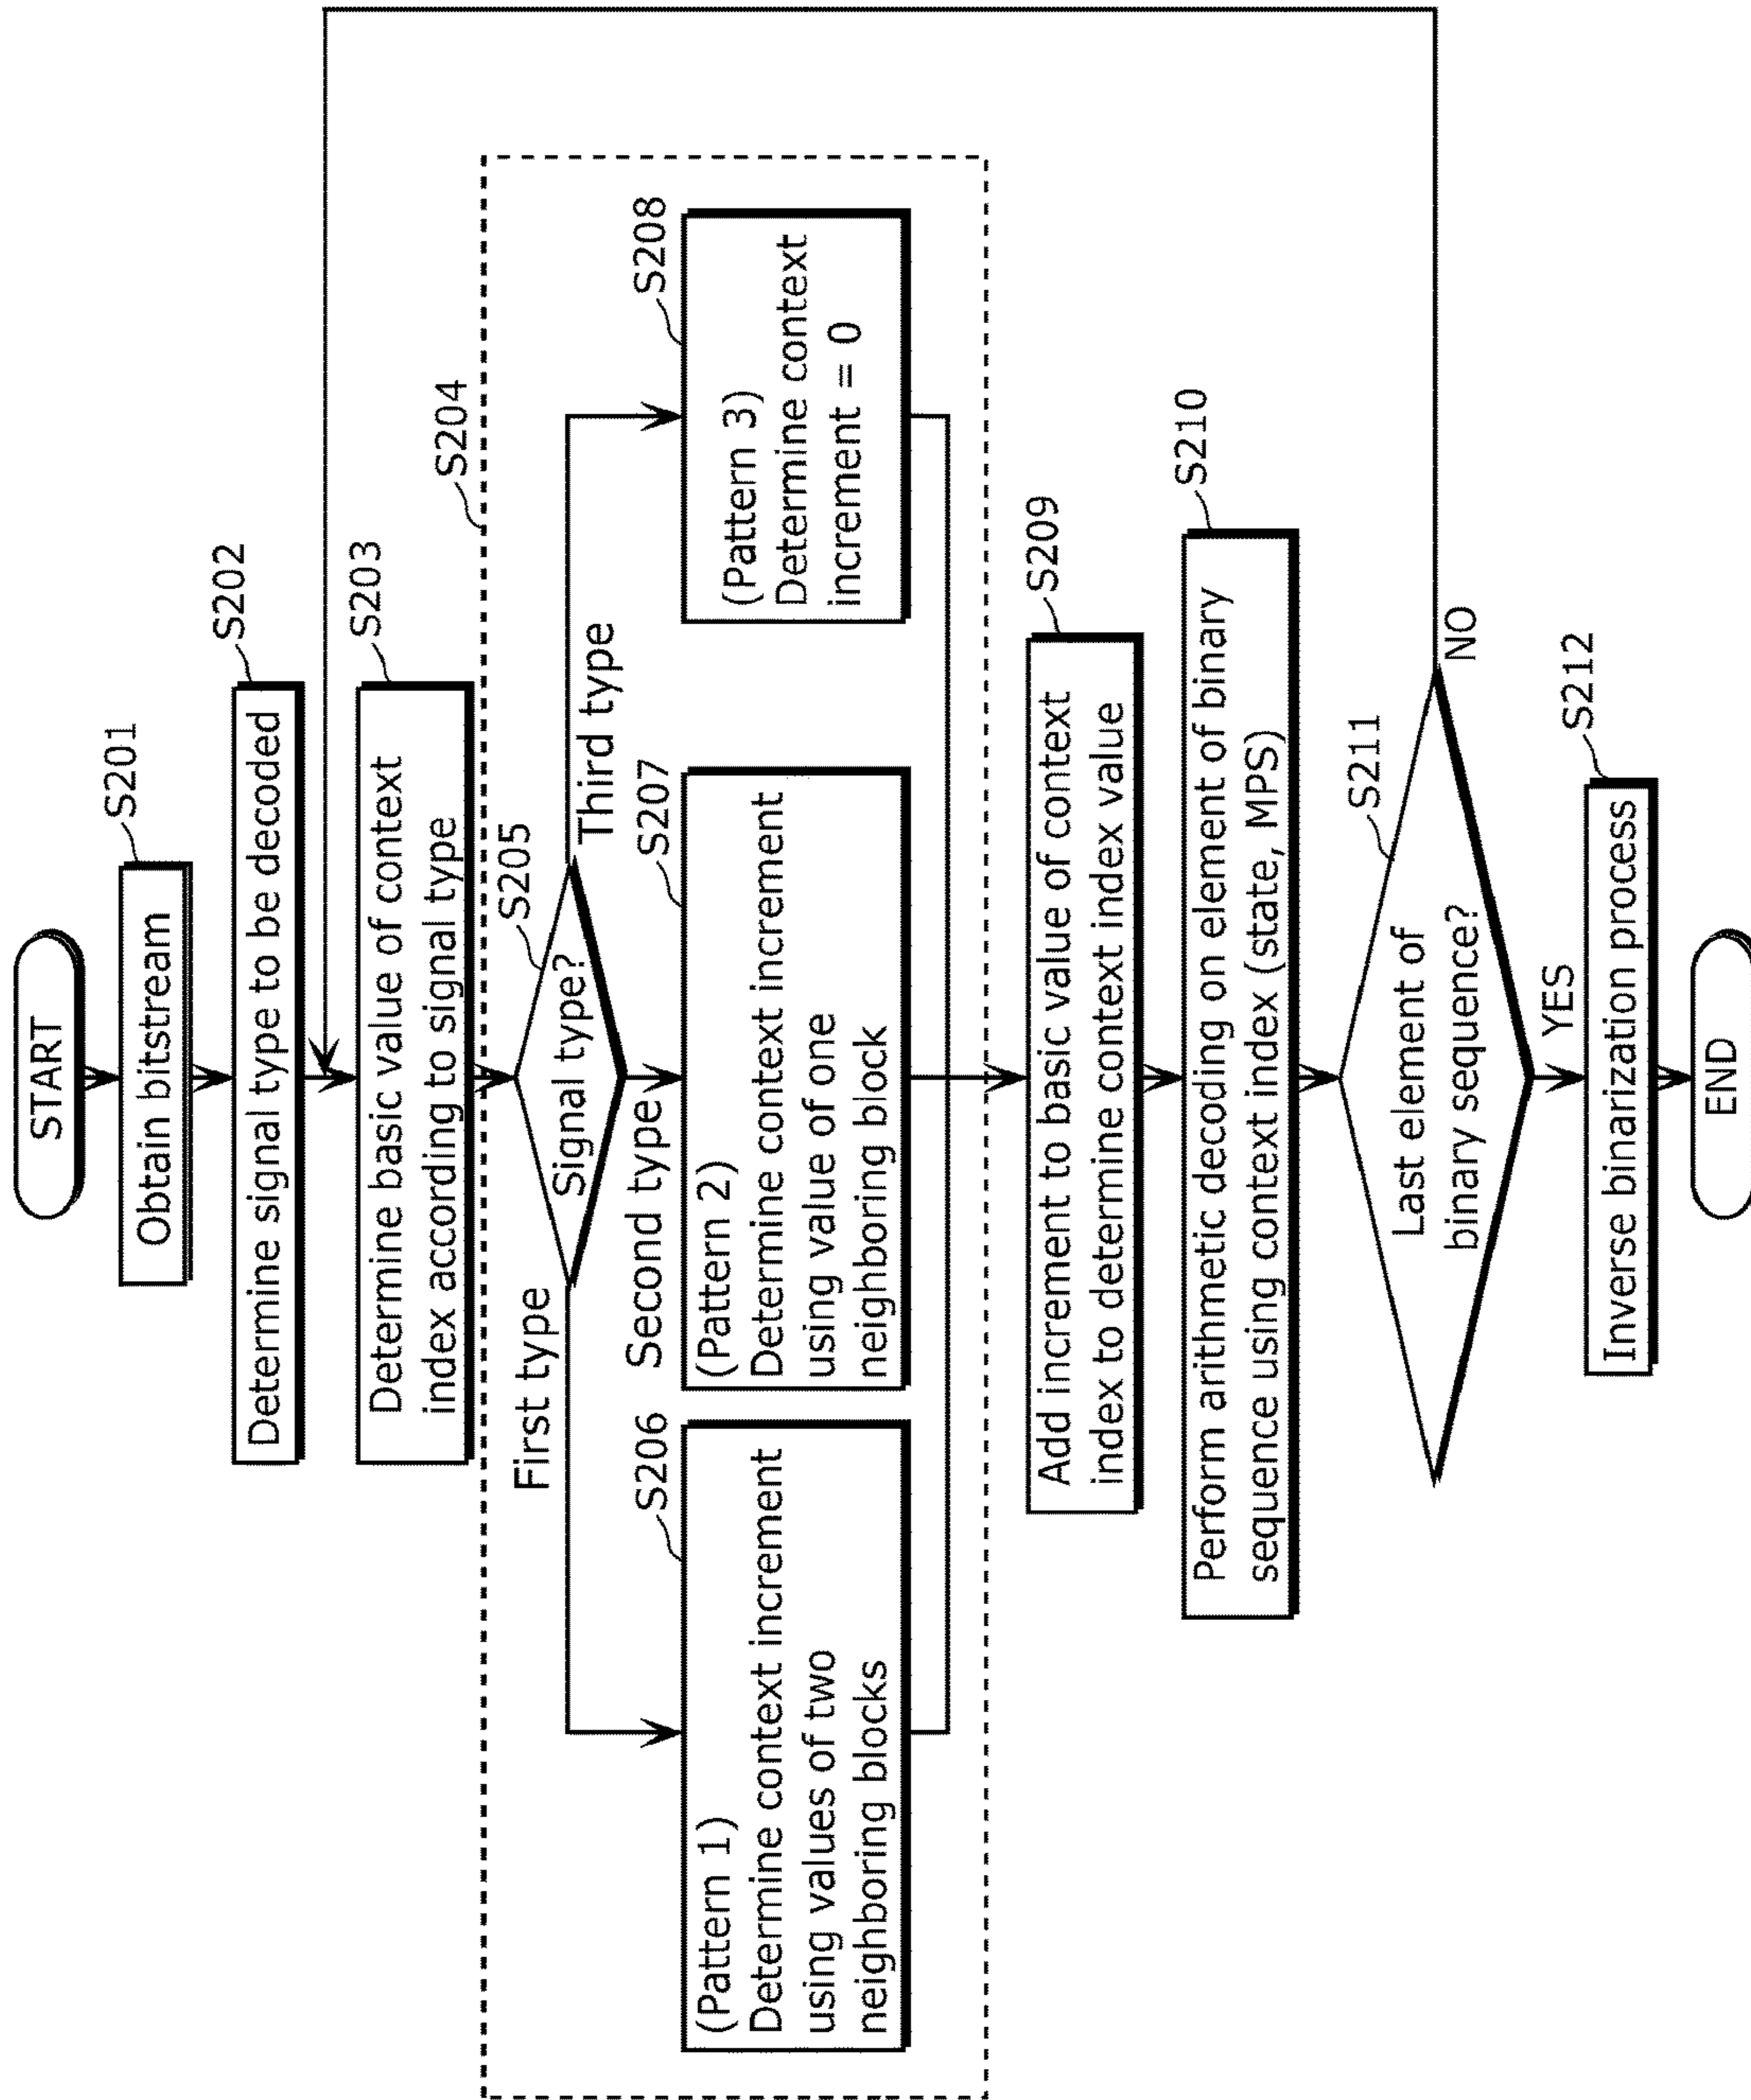 START
S201
Obtain bitstream
S202
Determine signal type to be decoded
S203
Determine basic value of context
index according to signal type
S204
S205
Signal type?
First type
Second type
Third type
S206
(Pattern 1)
Determine context increment
using values of two
neighboring blocks
S207
(Pattern 2)
Determine context increment
using value of one
neighboring block
S208
(Pattern 3)
Determine context
increment = 0
S209
Add increment to basic value of context
index to determine context index value
S210
Perform arithmetic decoding on element of binary
sequence using context index (state, MPS)
S211
Last element of
binary sequence?
NO
YES
S212
Inverse binarization process
END